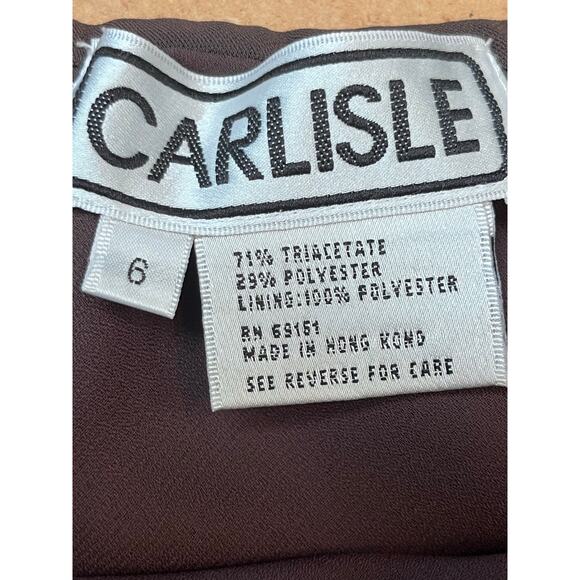 CARLISLE
6
71% TRIACETATE
29% POLYESTER
LINING:100% POLYESTER
RN 69151
MADE IN HONG KONG
SEE REVERSE FOR CARE